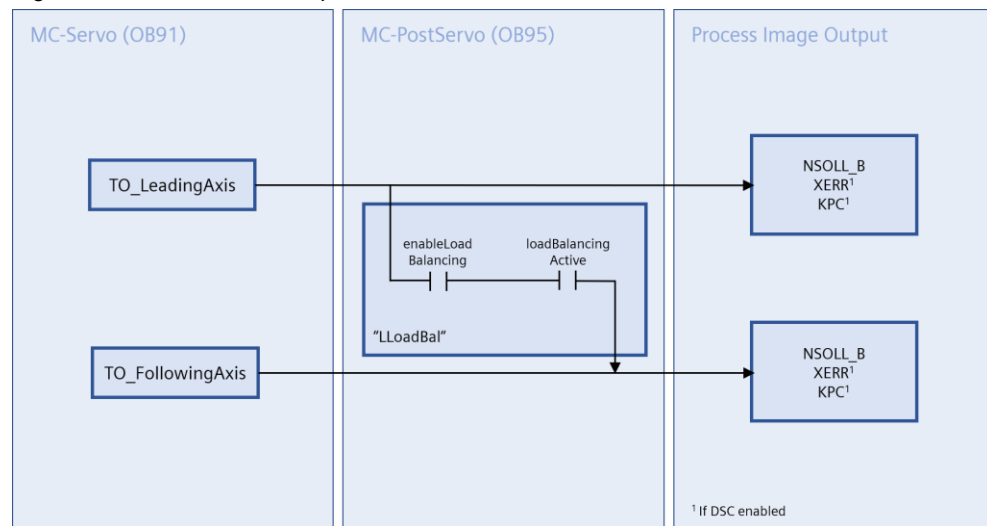 MC-Servo (OB91)
MC-PostServo (OB95)
Process Image Output
TO_LeadingAxis
NSOLL_B
XERR¹
KPC¹
enableLoad
Balancing
loadBalancing
Active
"LLoadBal"
TO_FollowingAxis
NSOLL_B
XERR¹
KPC¹
¹ If DSC enabled